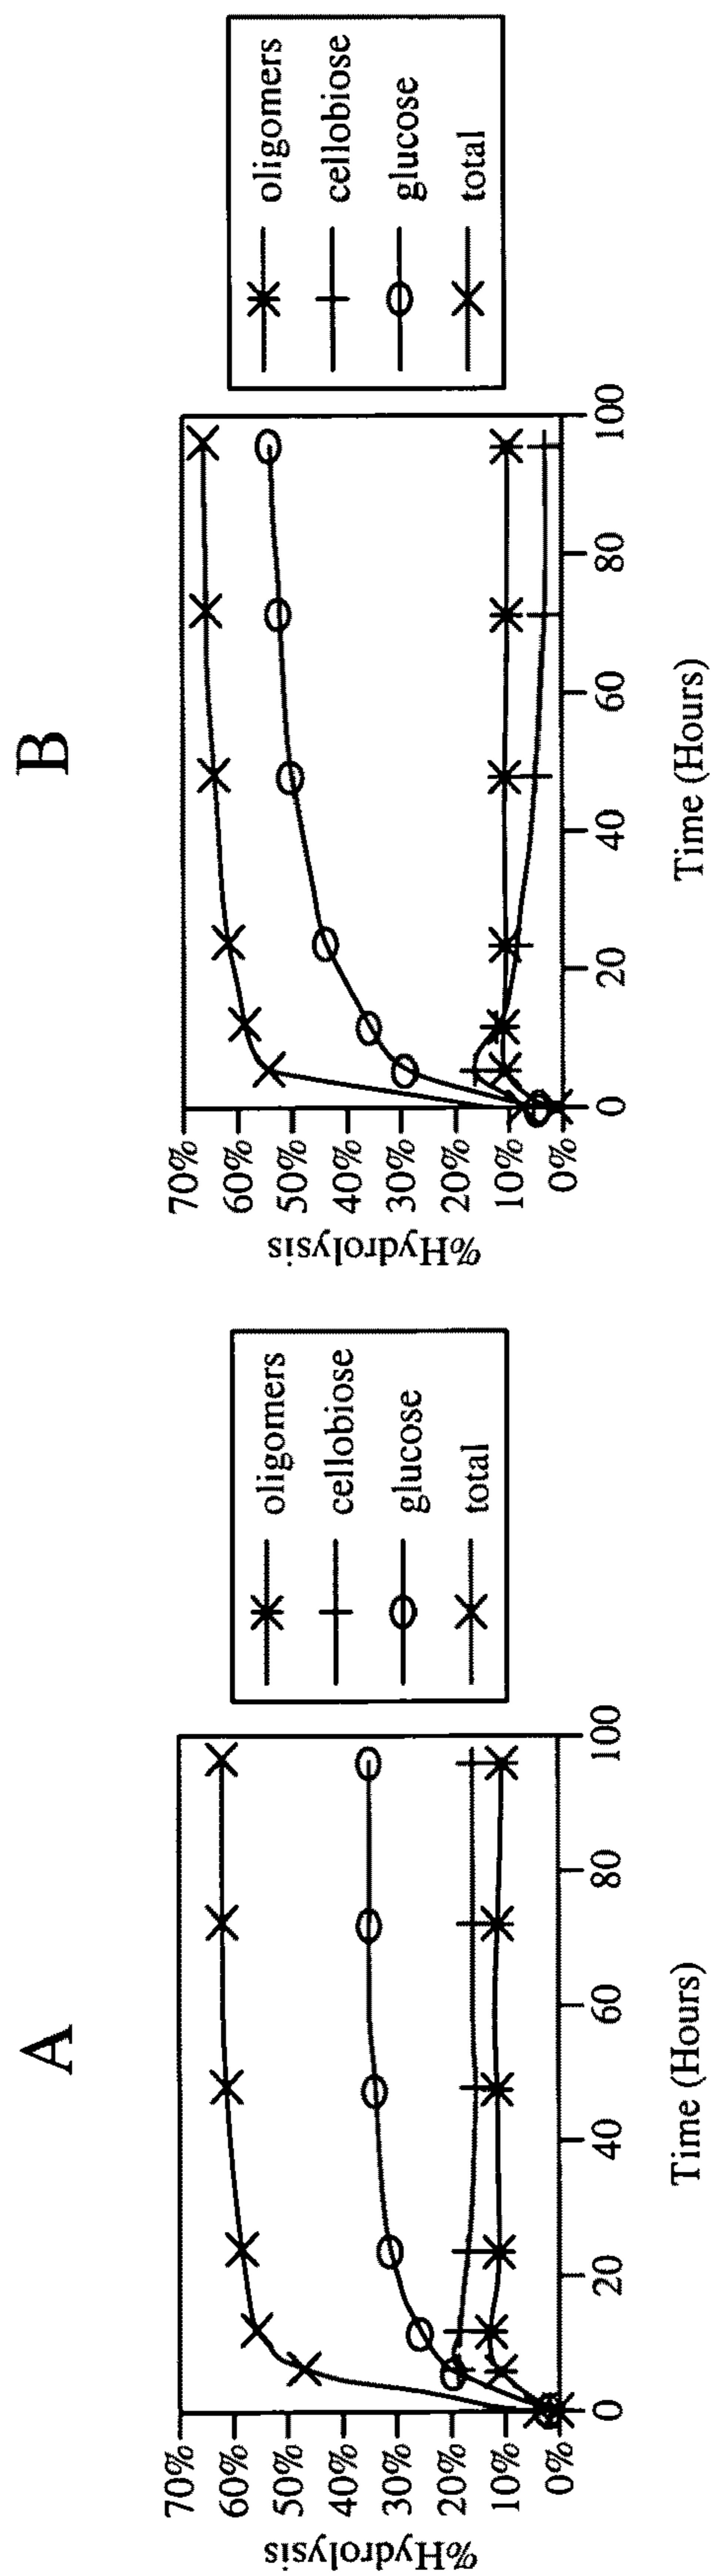 A
%Hydrolysis
70%
60%
50%
40%
30%
20%
10%
0%
0
20
40
60
80
100
Time (Hours)
oligomers
cellobiose
glucose
total
B
%Hydrolysis
70%
60%
50%
40%
30%
20%
10%
0%
0
20
40
60
80
100
Time (Hours)
oligomers
cellobiose
glucose
total